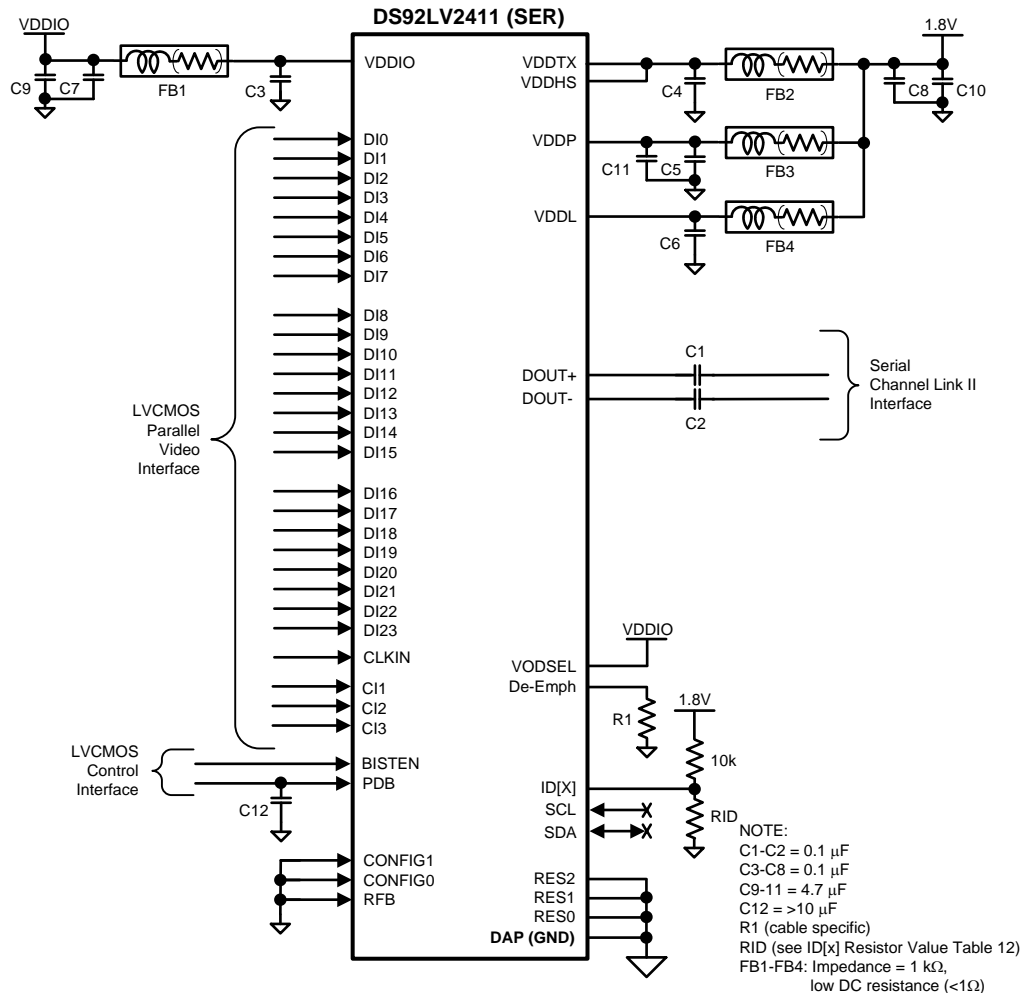 DS92LV2411 (SER)
VDDIO
1.8V
VDDIO
VDDTX
VDDHS
C9
C7
FB1
C3
C4
FB2
C8
C10
VDDP
C11
C5
FB3
VDDL
C6
FB4
DI0
DI1
DI2
DI3
DI4
DI5
DI6
DI7
DI8
DI9
DI10
DI11
DI12
DI13
DI14
DI15
DI16
DI17
DI18
DI19
DI20
DI21
DI22
DI23
CLKIN
CI1
CI2
CI3
LVCMOS
Parallel
Video
Interface
C1
DOUT+
DOUT-
C2
Serial
Channel Link II
Interface
VDDIO
VODSEL
De-Emph
R1
1.8V
10k
LVCMOS
Control
Interface
BISTEN
PDB
C12
ID[X]
SCL
SDA
RID
CONFIG1
CONFIG0
RFB
RES2
RES1
RES0
DAP (GND)
NOTE:
C1-C2 = 0.1 μF
C3-C8 = 0.1 μF
C9-11 = 4.7 μF
C12 = >10 μF
R1 (cable specific)
RID (see ID[x] Resistor Value Table 12)
FB1-FB4: Impedance = 1 kΩ,
low DC resistance (<1Ω)